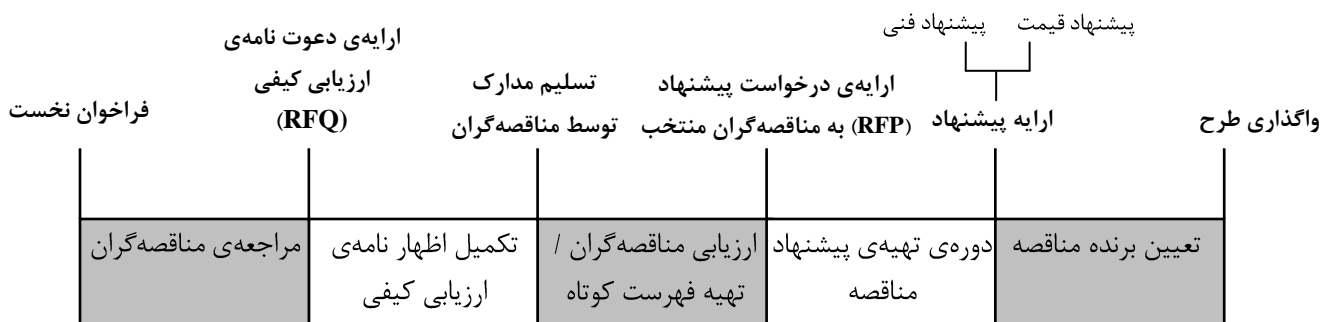 پیشنهاد فنی
پیشنهاد قیمت
فراخوان نخست
ارایه‌ی دعوت نامه‌ی
ارزیابی کیفی
(RFQ)
تسلیم مدارک
توسط مناقصه‌گران
ارایه‌ی درخواست پیشنهاد
(RFP) به مناقصه‌گران منتخب
ارایه پیشنهاد
واگذاری طرح
مراجعه‌ی مناقصه‌گران
تکمیل اظهار نامه‌ی
ارزیابی کیفی
ارزیابی مناقصه‌گران /
تهیه فهرست کوتاه
دوره‌ی تهیه‌ی پیشنهاد
مناقصه
تعیین برنده مناقصه